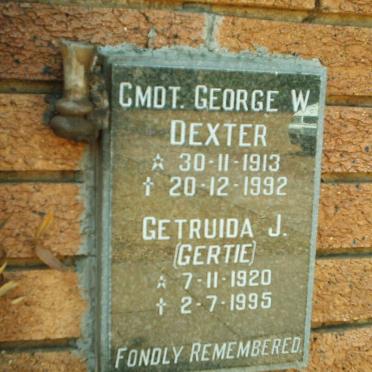 CMDT. GEORGE W.
DEXTER
☆ 30-11-1913
† 20-12-1992
GETRUIDA J.
(GERTIE)
☆ 7-11-1920
† 2-7-1995
FONDLY REMEMBERED